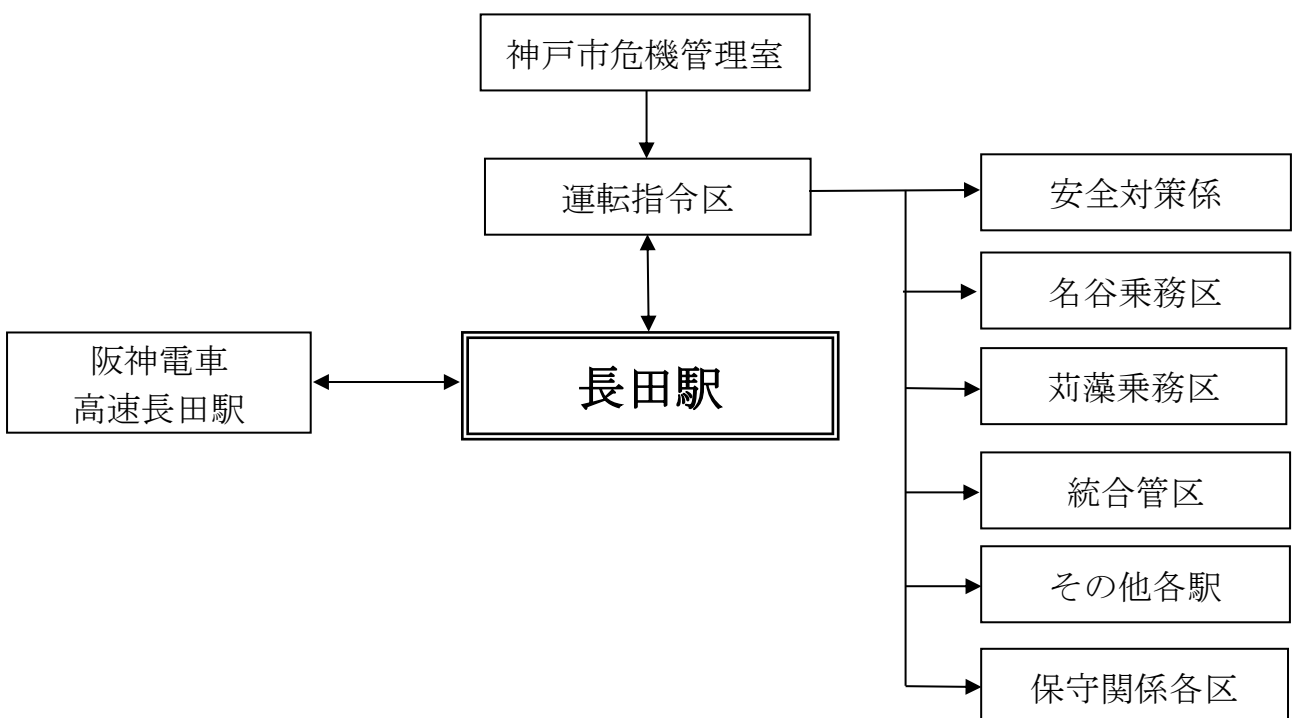 神戸市危機管理室
運転指令区
安全対策係
名谷乗務区
阪神電車
高速長田駅
長田駅
苅藻乗務区
統合管区
その他各駅
保守関係各区